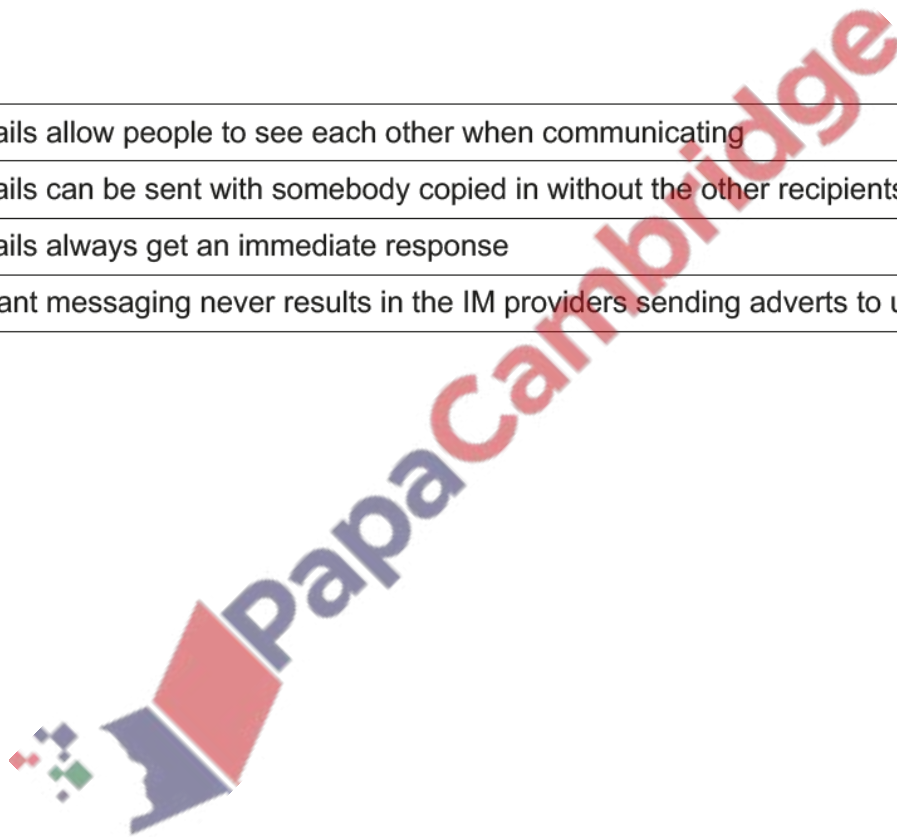 ails allow people to see each other when communicating
ails can be sent with somebody copied in without the other recipients
ails always get an immediate response
ant messaging never results in the IM providers sending adverts to u
PapaCambridge